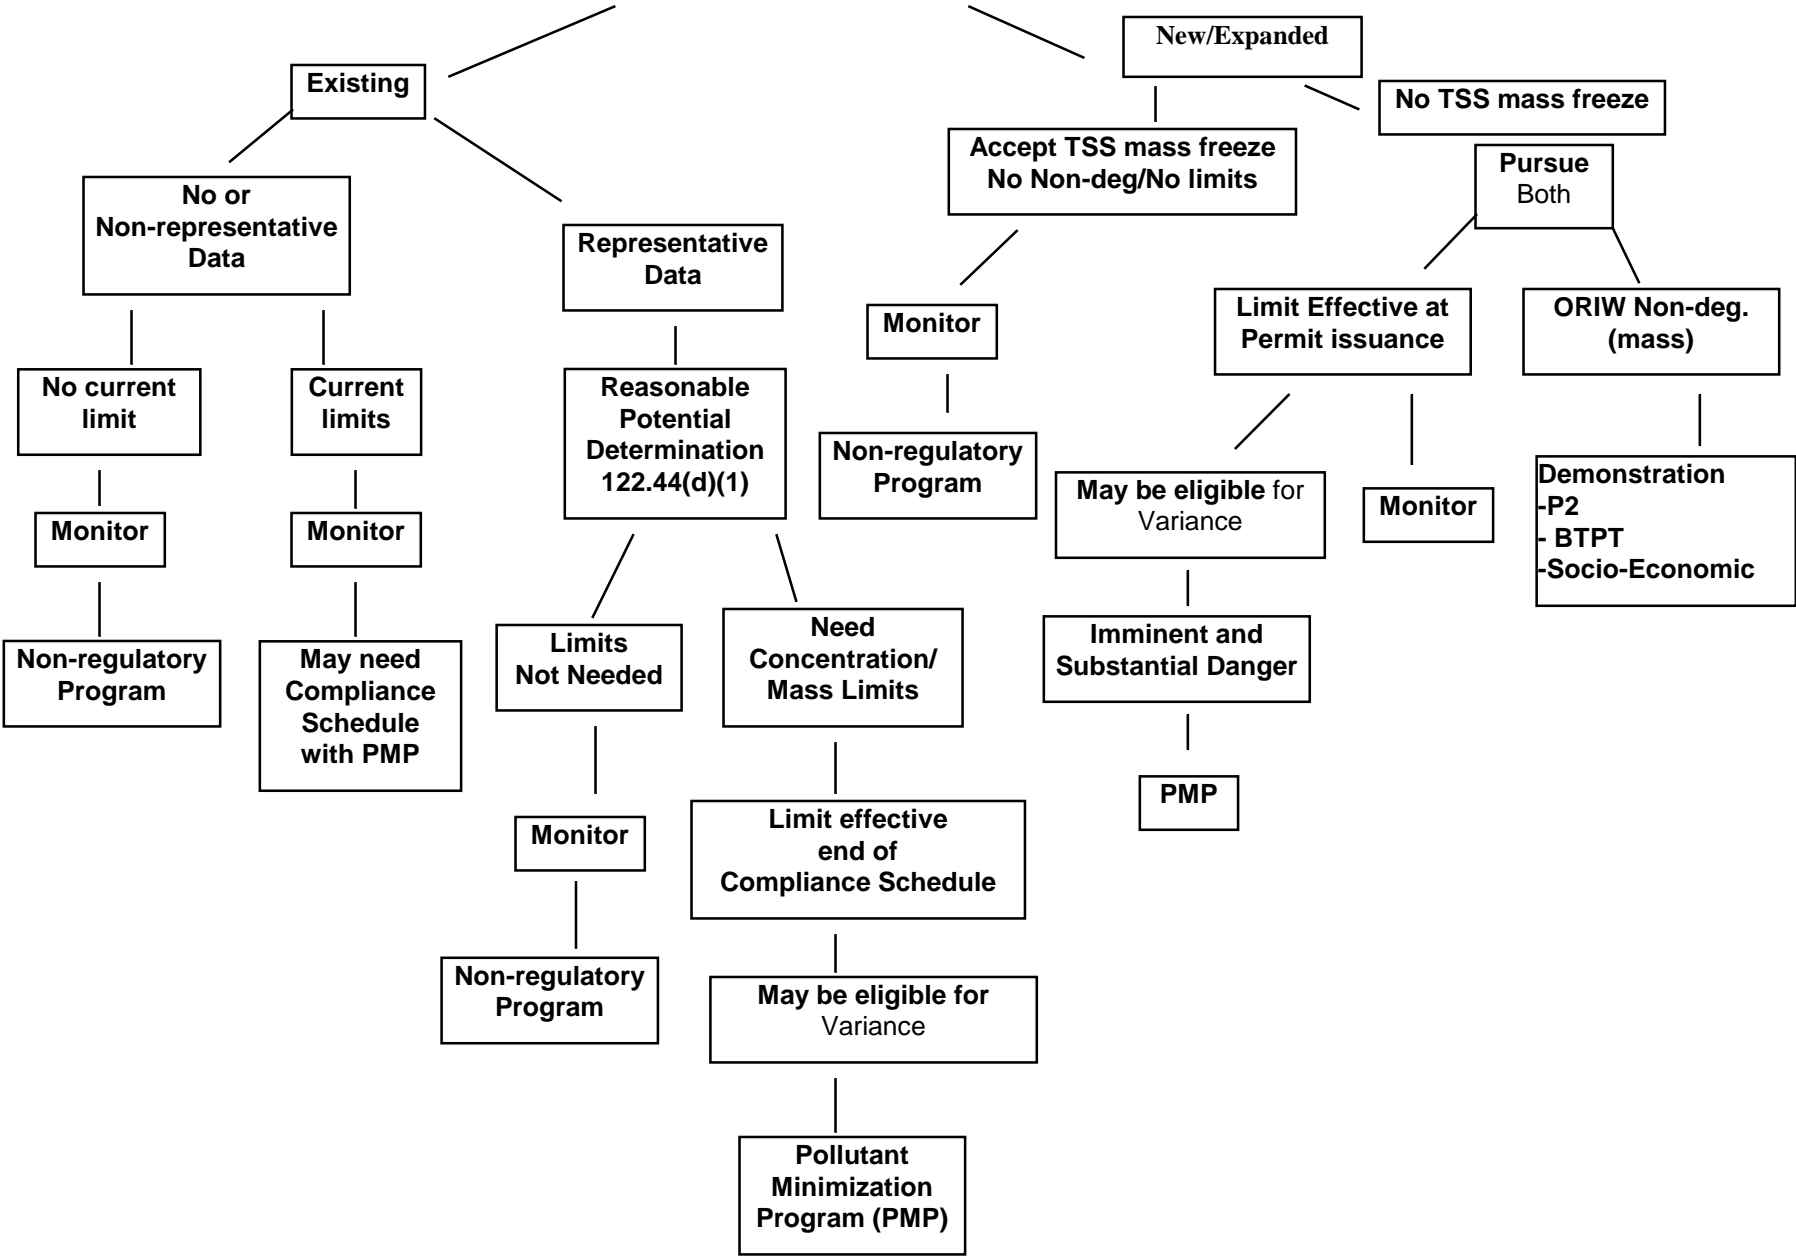 New/Expanded
Existing
No TSS mass freeze
Accept TSS mass freeze
No Non-deg/No limits
Pursue
Both
No or
Non-representative
Data
Representative
Data
Monitor
Limit Effective at
Permit issuance
ORIW Non-deg.
(mass)
No current
limit
Current
limits
Reasonable
Potential
Determination
122.44(d)(1)
Non-regulatory
Program
May be eligible for
Variance
Monitor
Demonstration
-P2
- BTPT
-Socio-Economic
Monitor
Monitor
Non-regulatory
Program
May need
Compliance
Schedule
with PMP
Limits
Not Needed
Need
Concentration/
Mass Limits
Imminent and
Substantial Danger
PMP
Monitor
Limit effective
end of
Compliance Schedule
Non-regulatory
Program
May be eligible for
Variance
Pollutant
Minimization
Program (PMP)